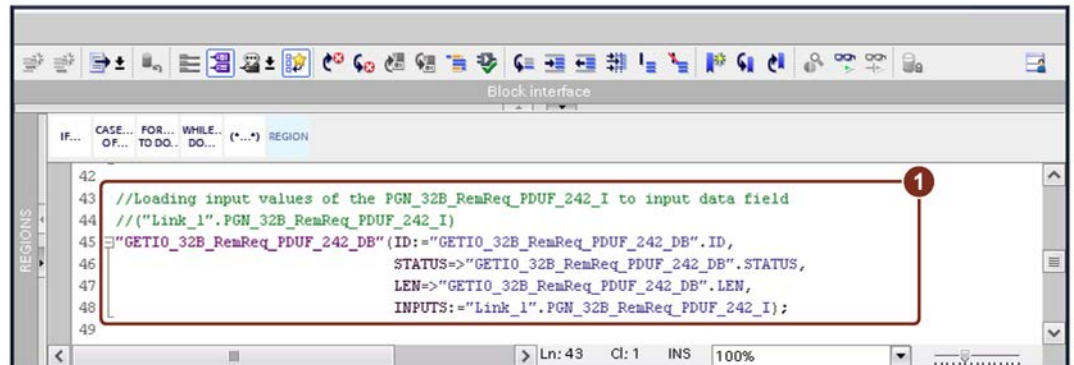 Block interface
IF... CASE... OF... FOR... TO DO.. WHILE.. DO... (*...*) REGION
REGIONS
1
42
43 //Loading input values of the PGN_32B_RemReq_PDUF_242_I to input data field
44 //("Link_1".PGN_32B_RemReq_PDUF_242_I)
45 "GETIO_32B_RemReq_PDUF_242_DB"(ID:="GETIO_32B_RemReq_PDUF_242_DB".ID,
46 STATUS=>"GETIO_32B_RemReq_PDUF_242_DB".STATUS,
47 LEN=>"GETIO_32B_RemReq_PDUF_242_DB".LEN,
48 INPUTS:="Link_1".PGN_32B_RemReq_PDUF_242_I);
49
Ln: 43 Cl: 1 INS 100%